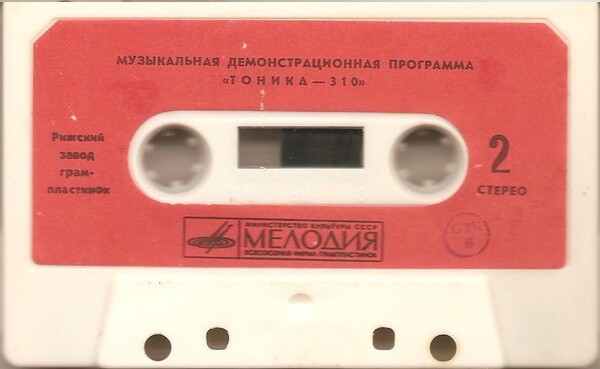 МУЗЫКАЛЬНАЯ ДЕМОНСТРАЦИОННАЯ ПРОГРАММА
«ТОНИКА—310»
Рижский
завод
грам-
пластинок
2
СТЕРЕО
МИНИСТЕРСТВО КУЛЬТУРЫ СССР
МЕЛОДИЯ
ВСЕСОЮЗНАЯ ФИРМА ГРАМПЛАСТИНОК